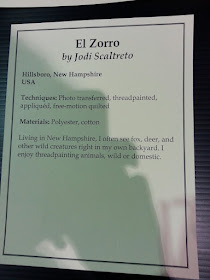 El Zorro
by Jodi Scaltreto
Hillsboro, New Hampshire
USA
Techniques: Photo transferred, threadpainted,
appliquéd, free-motion quilted
Materials: Polyester, cotton
Living in New Hampshire, I often see fox, deer, and
other wild creatures right in my own backyard. I
enjoy threadpainting animals, wild or domestic.